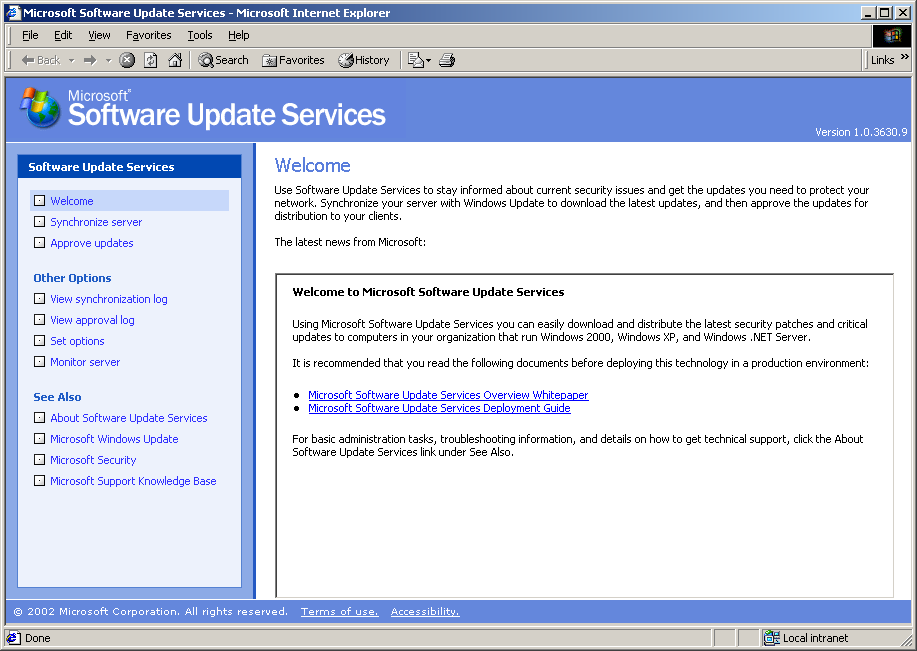 Microsoft Software Update Services - Microsoft Internet Explorer
File Edit View Favorites Tools Help
Back Search Favorites History Links »
Microsoft®
Software Update Services
Version 1.0.3630.9
Software Update Services
Welcome
Synchronize server
Approve updates
Other Options
View synchronization log
View approval log
Set options
Monitor server
See Also
About Software Update Services
Microsoft Windows Update
Microsoft Security
Microsoft Support Knowledge Base
Welcome
Use Software Update Services to stay informed about current security issues and get the updates you need to protect your
network. Synchronize your server with Windows Update to download the latest updates, and then approve the updates for
distribution to your clients.
The latest news from Microsoft:
Welcome to Microsoft Software Update Services
Using Microsoft Software Update Services you can easily download and distribute the latest security patches and critical
updates to computers in your organization that run Windows 2000, Windows XP, and Windows .NET Server.
It is recommended that you read the following documents before deploying this technology in a production environment:
• Microsoft Software Update Services Overview Whitepaper
• Microsoft Software Update Services Deployment Guide
For basic administration tasks, troubleshooting information, and details on how to get technical support, click the About
Software Update Services link under See Also.
© 2002 Microsoft Corporation. All rights reserved. Terms of use. Accessibility.
Done Local intranet